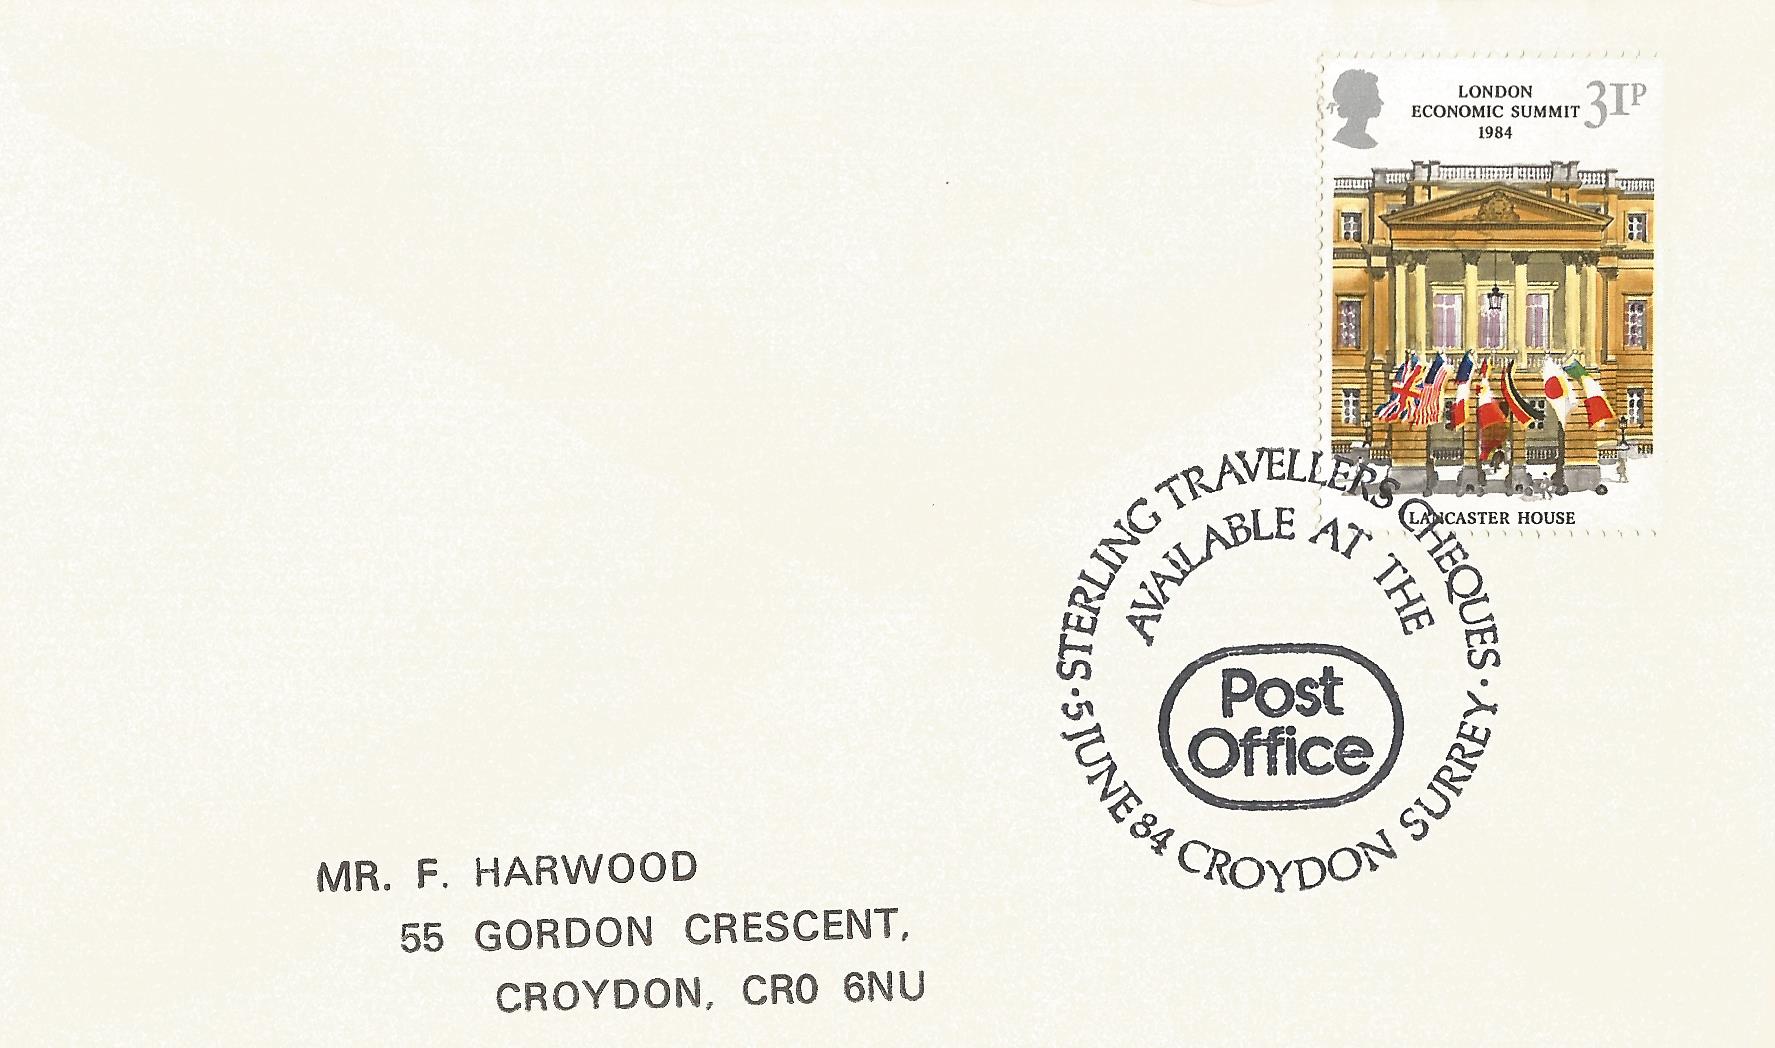 LONDON
ECONOMIC SUMMIT
1984
31P
LANCASTER HOUSE
STERLING TRAVELLERS CHEQUES
AVAILABLE AT THE
Post
Office
· 5 JUNE 84 CROYDON SURREY ·
MR. F. HARWOOD
55 GORDON CRESCENT,
CROYDON, CR0 6NU